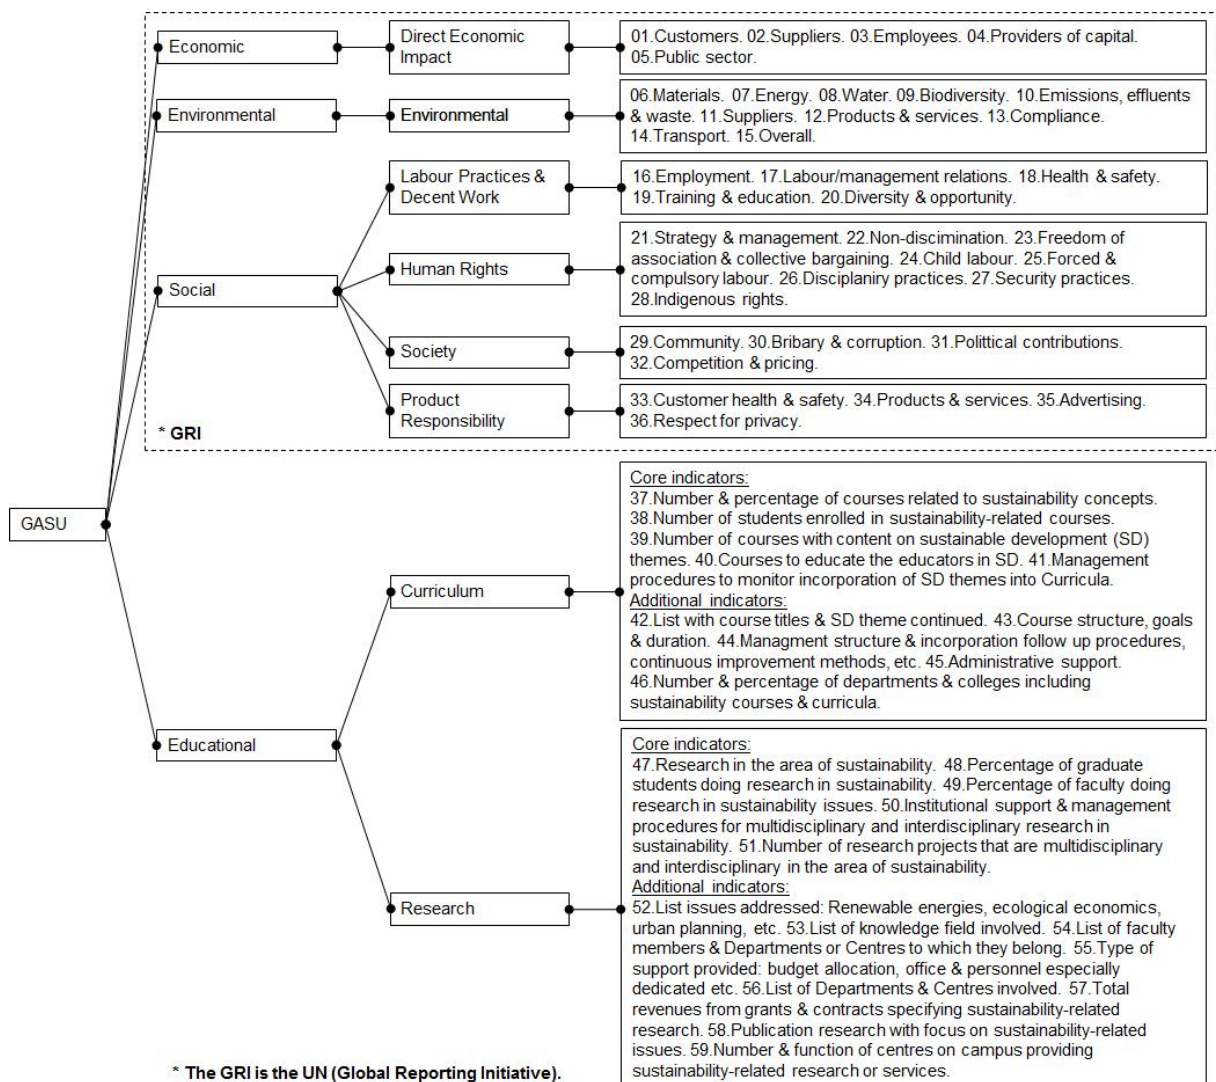 Economic
Direct Economic
Impact
01.Customers. 02.Suppliers. 03.Employees. 04.Providers of capital.
05.Public sector.
Environmental
Environmental
06.Materials. 07.Energy. 08.Water. 09.Biodiversity. 10.Emissions, effluents
& waste. 11.Suppliers. 12.Products & services. 13.Compliance.
14.Transport. 15.Overall.
Social
Labour Practices &
Decent Work
16.Employment. 17.Labour/management relations. 18.Health & safety.
19.Training & education. 20.Diversity & opportunity.
Human Rights
21.Strategy & management. 22.Non-discrimination. 23.Freedom of
association & collective bargaining. 24.Child labour. 25.Forced &
compulsory labour. 26.Disciplaniry practices. 27.Security practices.
28.Indigenous rights.
Society
29.Community. 30.Bribary & corruption. 31.Polittical contributions.
32.Competition & pricing.
Product
Responsibility
33.Customer health & safety. 34.Products & services. 35.Advertising.
36.Respect for privacy.
* GRI
GASU
Educational
Curriculum
Core indicators:
37.Number & percentage of courses related to sustainability concepts.
38.Number of students enrolled in sustainability-related courses.
39.Number of courses with content on sustainable development (SD)
themes. 40.Courses to educate the educators in SD. 41.Management
procedures to monitor incorporation of SD themes into Curricula.
Additional indicators:
42.List with course titles & SD theme continued. 43.Course structure, goals
& duration. 44.Managment structure & incorporation follow up procedures,
continuous improvement methods, etc. 45.Administrative support.
46.Number & percentage of departments & colleges including
sustainability courses & curricula.
Research
Core indicators:
47.Research in the area of sustainability. 48.Percentage of graduate
students doing research in sustainability. 49.Percentage of faculty doing
research in sustainability issues. 50.Institutional support & management
procedures for multidisciplinary and interdisciplinary research in
sustainability. 51.Number of research projects that are multidisciplinary
and interdisciplinary in the area of sustainability.
Additional indicators:
52.List issues addressed: Renewable energies, ecological economics,
urban planning, etc. 53.List of knowledge field involved. 54.List of faculty
members & Departments or Centres to which they belong. 55.Type of
support provided: budget allocation, office & personnel especially
dedicated etc. 56.List of Departments & Centres involved. 57.Total
revenues from grants & contracts specifying sustainability-related
research. 58.Publication research with focus on sustainability-related
issues. 59.Number & function of centres on campus providing
sustainability-related research or services.
* The GRI is the UN (Global Reporting Initiative).